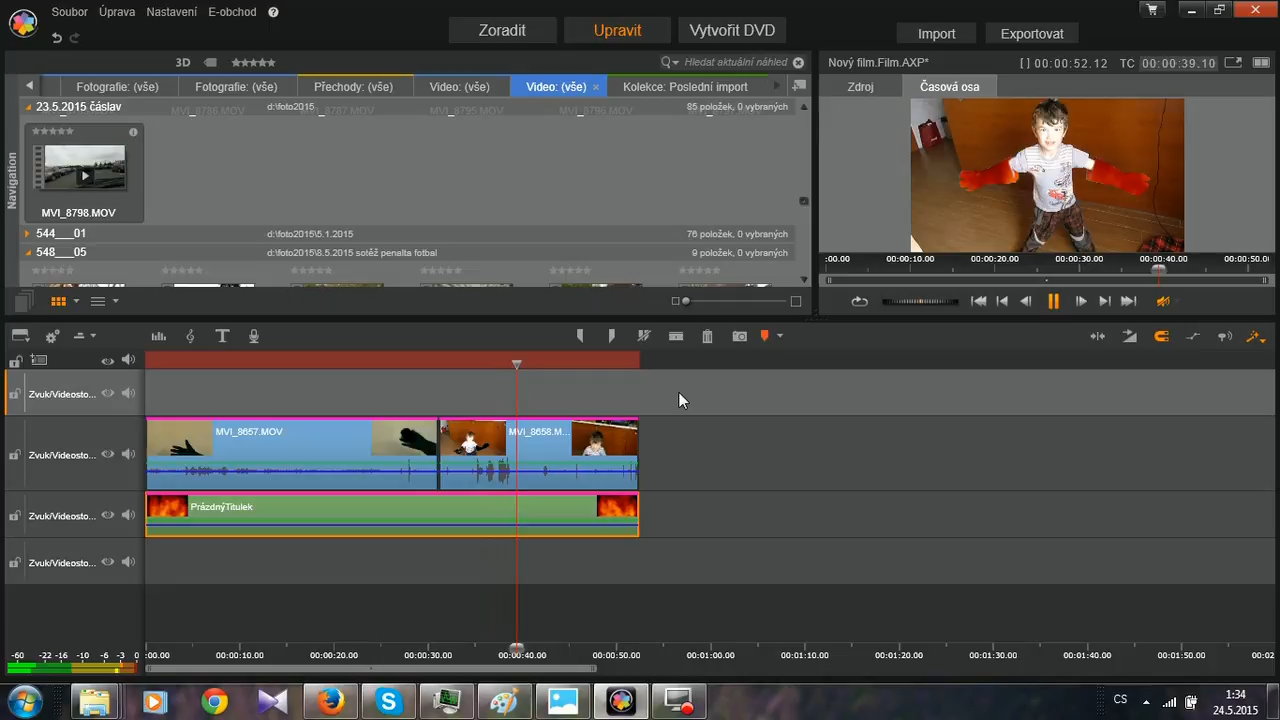 Soubor Úprava Nastavení E-obchod
Zoradit Upravit Vytvořiť DVD Import Exportovat
3D Hledat aktuální náhled
Nový film.Film.AXP* [ ] 00:00:52.12 TC 00:00:39.10
Fotografie: (vše) Fotografie: (vše) Přechody: (vše) Video: (vše) Video: (vše) × Kolekce: Poslední import
Zdroj Časová osa
23.5.2015 čáslav d:\foto2015 85 položek, 0 vybraných
MVI_8798.MOV
Navigation
544___01 d:\foto2015\5.1.2015 76 položek, 0 vybraných
548___05 d:\foto2015\8.5.2015 sotěž penalta fotbal 9 položek, 0 vybraných
:00.00 00:00:10.00 00:00:20.00 00:00:30.00 00:00:40.00 00:00:50.0
Zvuk/Videosto...
Zvuk/Videosto... MVI_8657.MOV MVI_8658.M...
Zvuk/Videosto... PrázdnýTitulek
Zvuk/Videosto...
-60 -22 -16 -10 -6 -3 0 :00.00 00:00:10.00 00:00:20.00 00:00:30.00 00:00:40.00 00:00:50.00 00:01:00.00 00:01:10.00 00:01:20.00 00:01:30.00 00:01:40.00 00:01:50.00 00:02
CS 1:34
24.5.2015